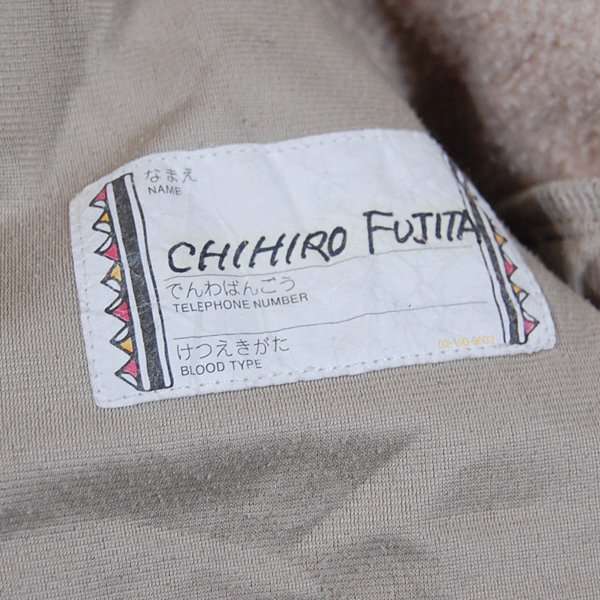 なまえ
NAME
CHIHIRO FUJITA
でんわばんごう
TELEPHONE NUMBER
けつえきがた
BLOOD TYPE